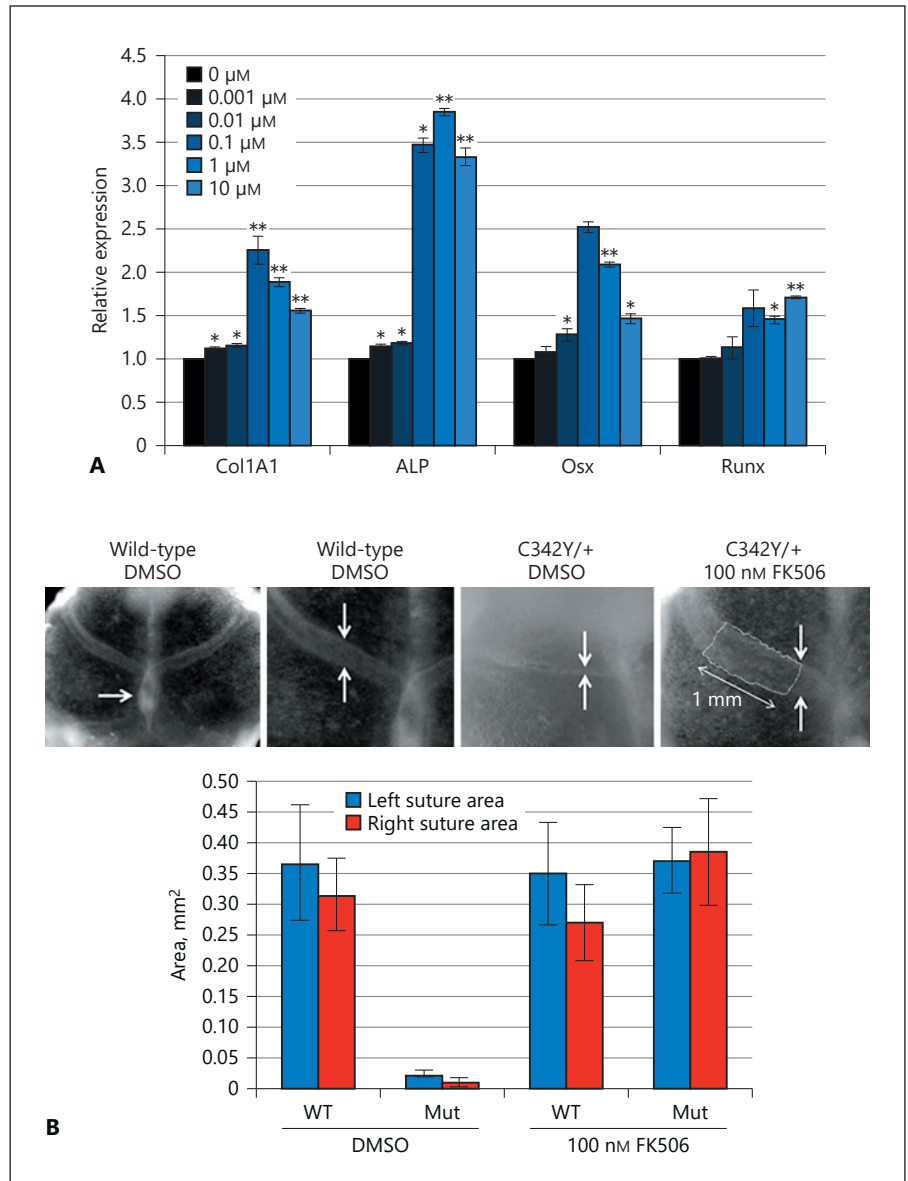 4.5
4.0
3.5
3.0
2.5
2.0
1.5
1.0
0.5
0
Relative expression
0 µM
0.001 µM
0.01 µM
0.1 µM
1 µM
10 µM
* * ** ** **
* * * ** **
* ** *
* **
Col1A1 ALP Osx Runx
A
Wild-type DMSO
Wild-type DMSO
C342Y/+ DMSO
C342Y/+ 100 nM FK506
1 mm
0.50
0.45
0.40
0.35
0.30
0.25
0.20
0.15
0.10
0.05
0
Area, mm²
Left suture area
Right suture area
WT Mut WT Mut
DMSO 100 nM FK506
B